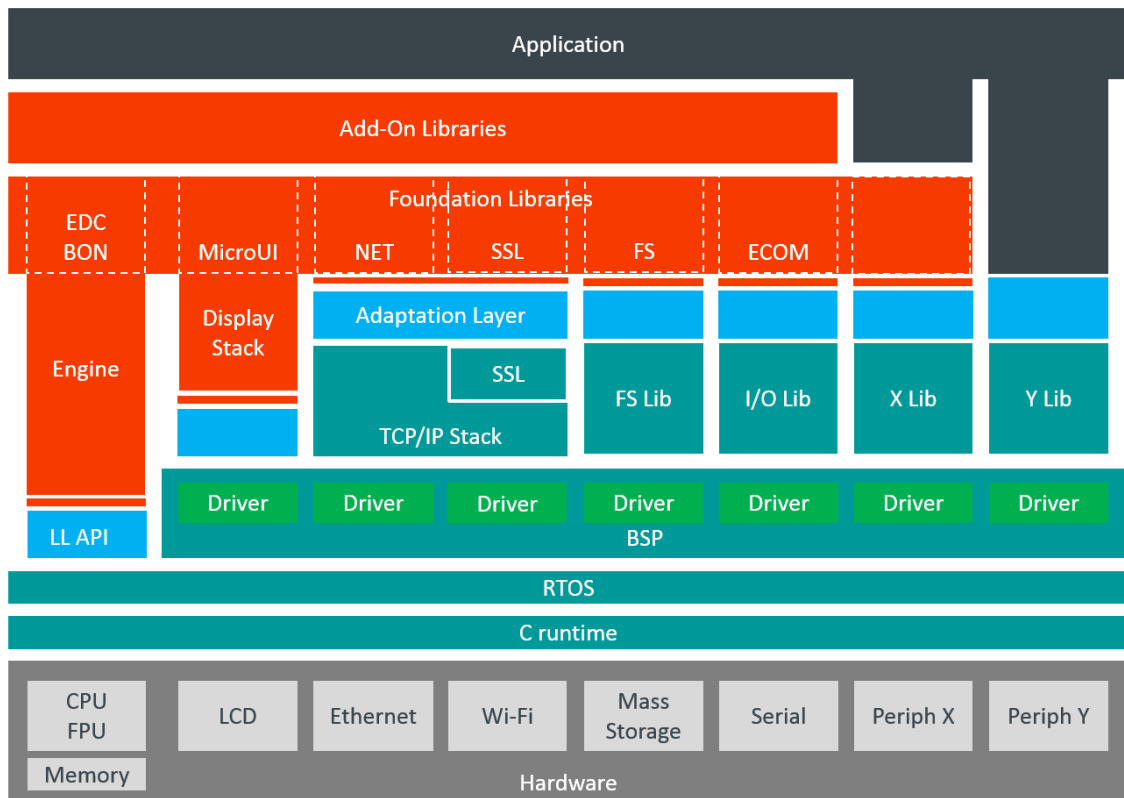 Application
Add-On Libraries
Foundation Libraries
EDC
BON
MicroUI
NET
SSL
FS
ECOM
Engine
Display
Stack
Adaptation Layer
SSL
TCP/IP Stack
FS Lib
I/O Lib
X Lib
Y Lib
Driver
Driver
Driver
Driver
Driver
Driver
Driver
LL API
BSP
RTOS
C runtime
CPU
FPU
LCD
Ethernet
Wi-Fi
Mass
Storage
Serial
Periph X
Periph Y
Memory
Hardware